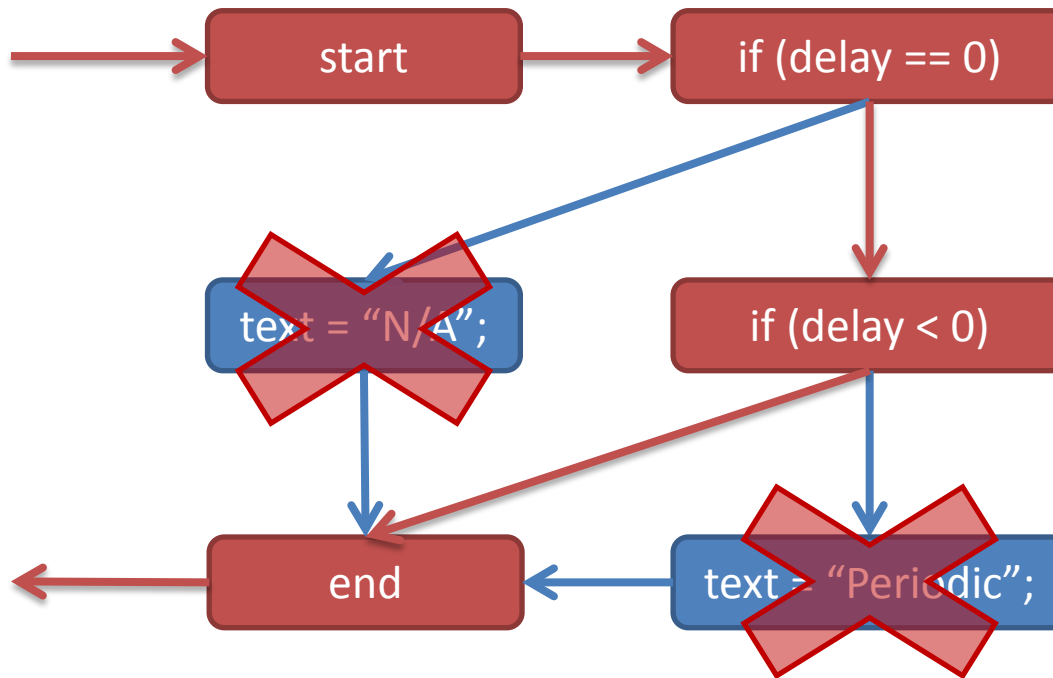 start
if (delay == 0)
text = “N/A”;
if (delay < 0)
end
text = “Periodic”;